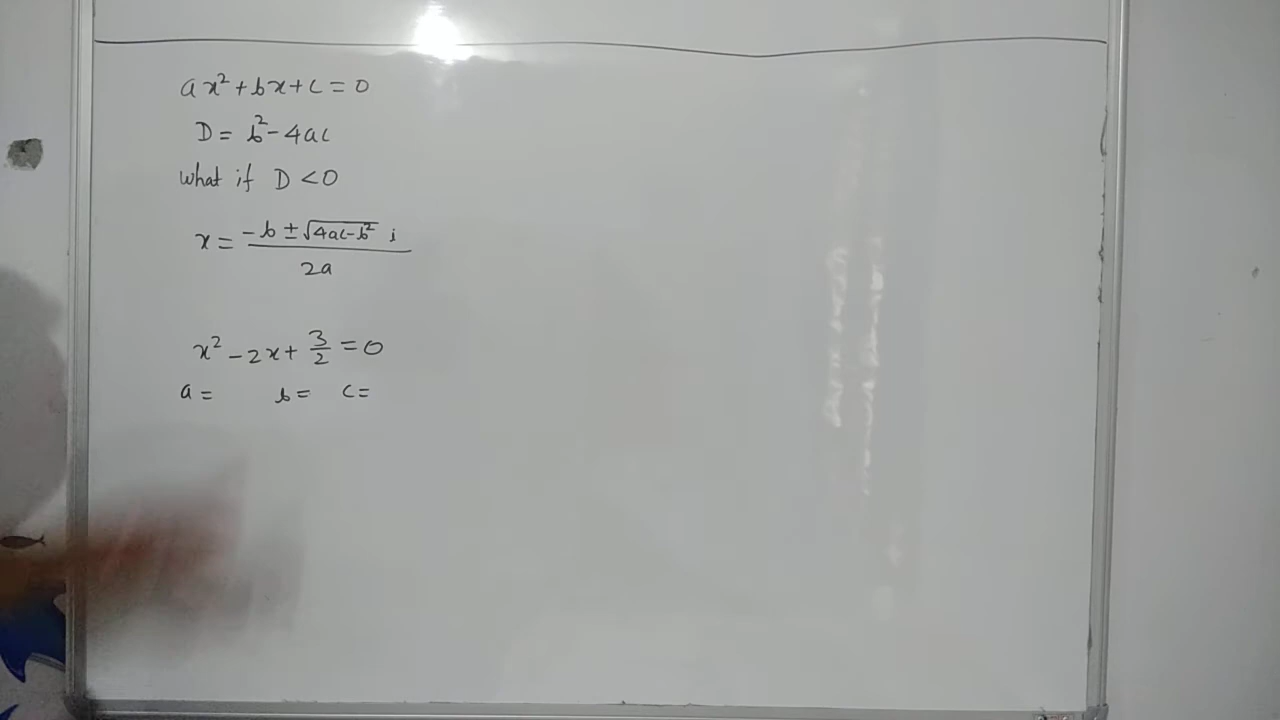 ax²+bx+c=0
D=b²-4ac
what if D<0
x=(-b±√(4ac-b²) i)/2a
x²-2x+3/2=0
a= b= c=